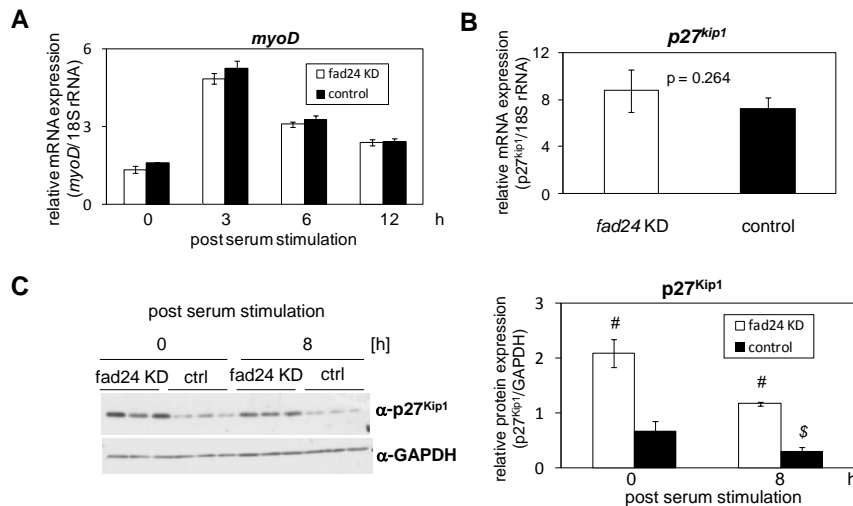 A
myoD
relative mRNA expression
(myoD/18S rRNA)
6
3
0
fad24 KD
control
0 3 6 12 h
post serum stimulation
B
p27kip1
relative mRNA expression
(p27kip1/18S rRNA)
12
8
4
0
p = 0.264
fad24 KD control
C
post serum stimulation
0 8 [h]
fad24 KD ctrl fad24 KD ctrl
α-p27Kip1
α-GAPDH
p27Kip1
relative protein expression
(p27Kip1/GAPDH)
3
2
1
0
fad24 KD
control
#
#
$
0 8 h
post serum stimulation